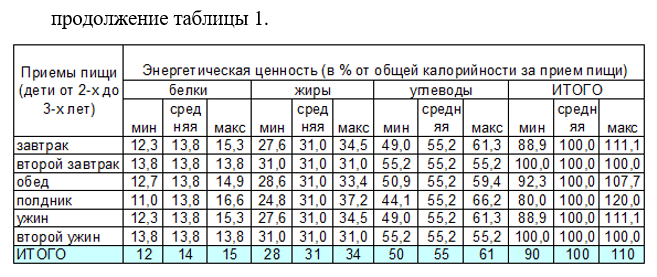 продолжение таблицы 1.
Приемы пищи (дети от 2-х до 3-х лет) Энергетическая ценность (в % от общей калорийности за прием пищи)
белки жиры углеводы ИТОГО
мин средняя макс мин средняя макс мин средняя макс мин средняя макс
завтрак 12,3 13,8 15,3 27,6 31,0 34,5 49,0 55,2 61,3 88,9 100,0 111,1
второй завтрак 13,8 13,8 13,8 31,0 31,0 31,0 55,2 55,2 55,2 100,0 100,0 100,0
обед 12,7 13,8 14,9 28,6 31,0 33,4 50,9 55,2 59,4 92,3 100,0 107,7
полдник 11,0 13,8 16,6 24,8 31,0 37,2 44,1 55,2 66,2 80,0 100,0 120,0
ужин 12,3 13,8 15,3 27,6 31,0 34,5 49,0 55,2 61,3 88,9 100,0 111,1
второй ужин 13,8 13,8 13,8 31,0 31,0 31,0 55,2 55,2 55,2 100,0 100,0 100,0
ИТОГО 12 14 15 28 31 34 50 55 61 90 100 110